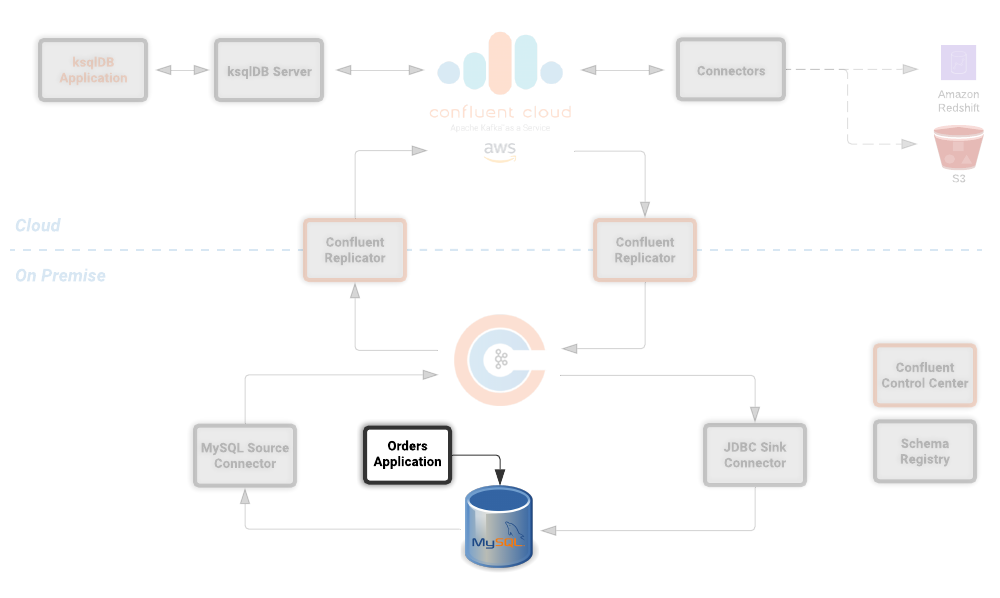 ksqlDB
Application
ksqlDB Server
confluent cloud
Apache Kafka as a Service
aws
Connectors
Amazon
Redshift
S3
Cloud
Confluent
Replicator
Confluent
Replicator
On Premise
Confluent
Control Center
MySQL Source
Connector
Orders
Application
JDBC Sink
Connector
Schema
Registry
MySQL